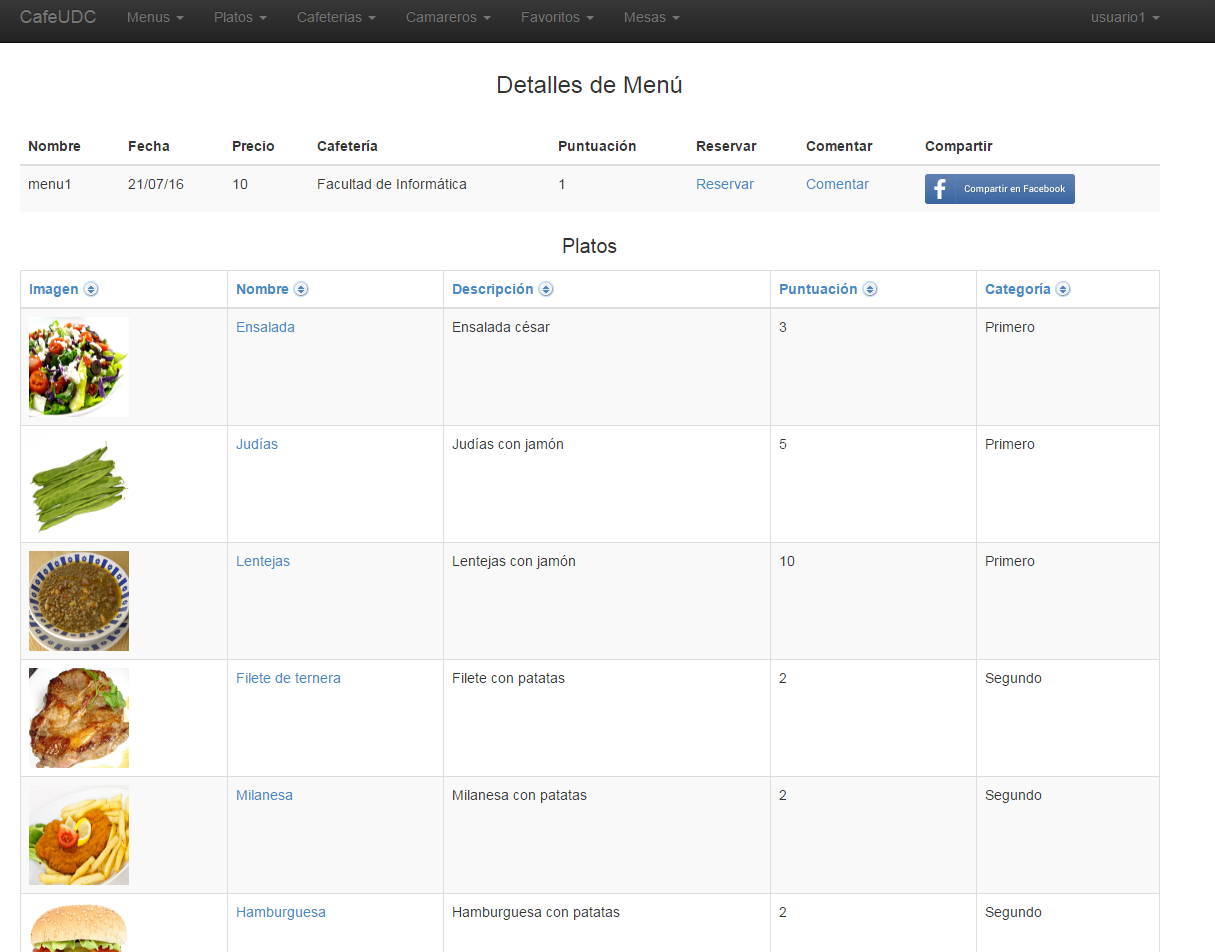 CafeUDC Menus Platos Cafeterias Camareros Favoritos Mesas usuario1
Detalles de Menú
Nombre Fecha Precio Cafetería Puntuación Reservar Comentar Compartir
menu1 21/07/16 10 Facultad de Informática 1 Reservar Comentar Compartir en Facebook
Platos
Imagen Nombre Descripción Puntuación Categoría
Ensalada Ensalada césar 3 Primero
Judías Judías con jamón 5 Primero
Lentejas Lentejas con jamón 10 Primero
Filete de ternera Filete con patatas 2 Segundo
Milanesa Milanesa con patatas 2 Segundo
Hamburguesa Hamburguesa con patatas 2 Segundo